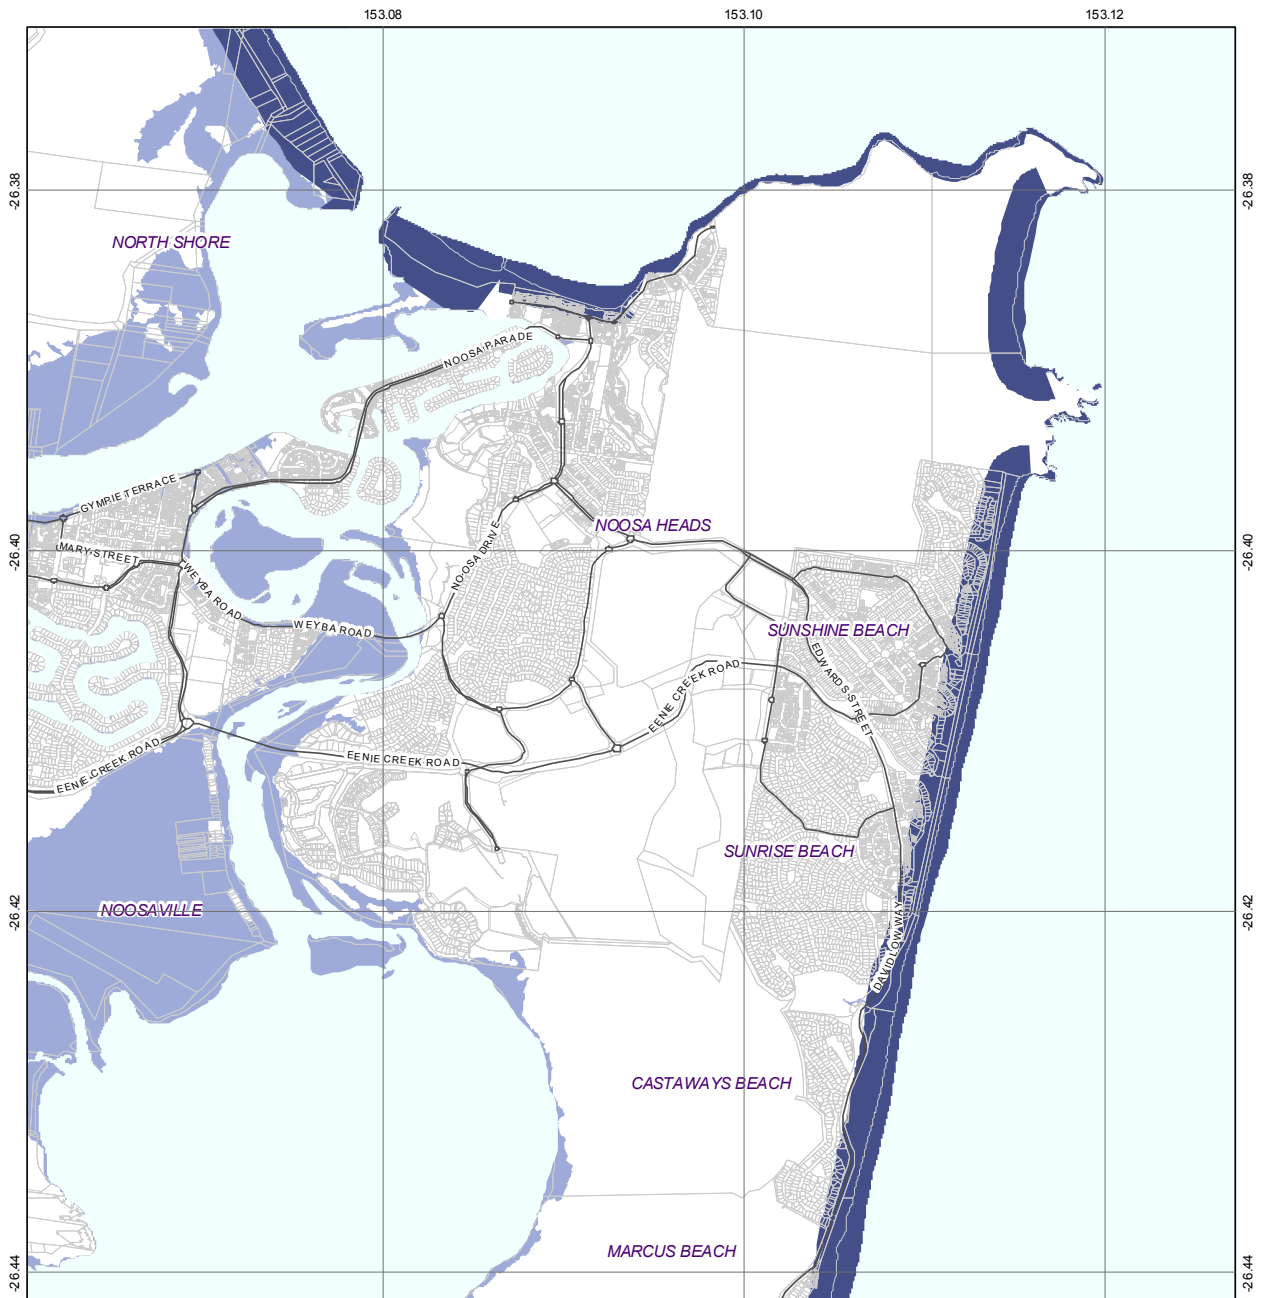 153.08
153.10
153.12
-26.38
-26.38
NORTH SHORE
NOOSA PARADE
GYMPIE TERRACE
NOOSA HEADS
NOOSA DRIVE
-26.40
-26.40
MARY STREET
WEYBA ROAD
WEYBA ROAD
SUNSHINE BEACH
EDWARDS STREET
EENIE CREEK ROAD
EENIE CREEK ROAD
EENIE CREEK ROAD
SUNRISE BEACH
NOOSAVILLE
-26.42
-26.42
DAVID LOW WAY
CASTAWAYS BEACH
MARCUS BEACH
-26.44
-26.44